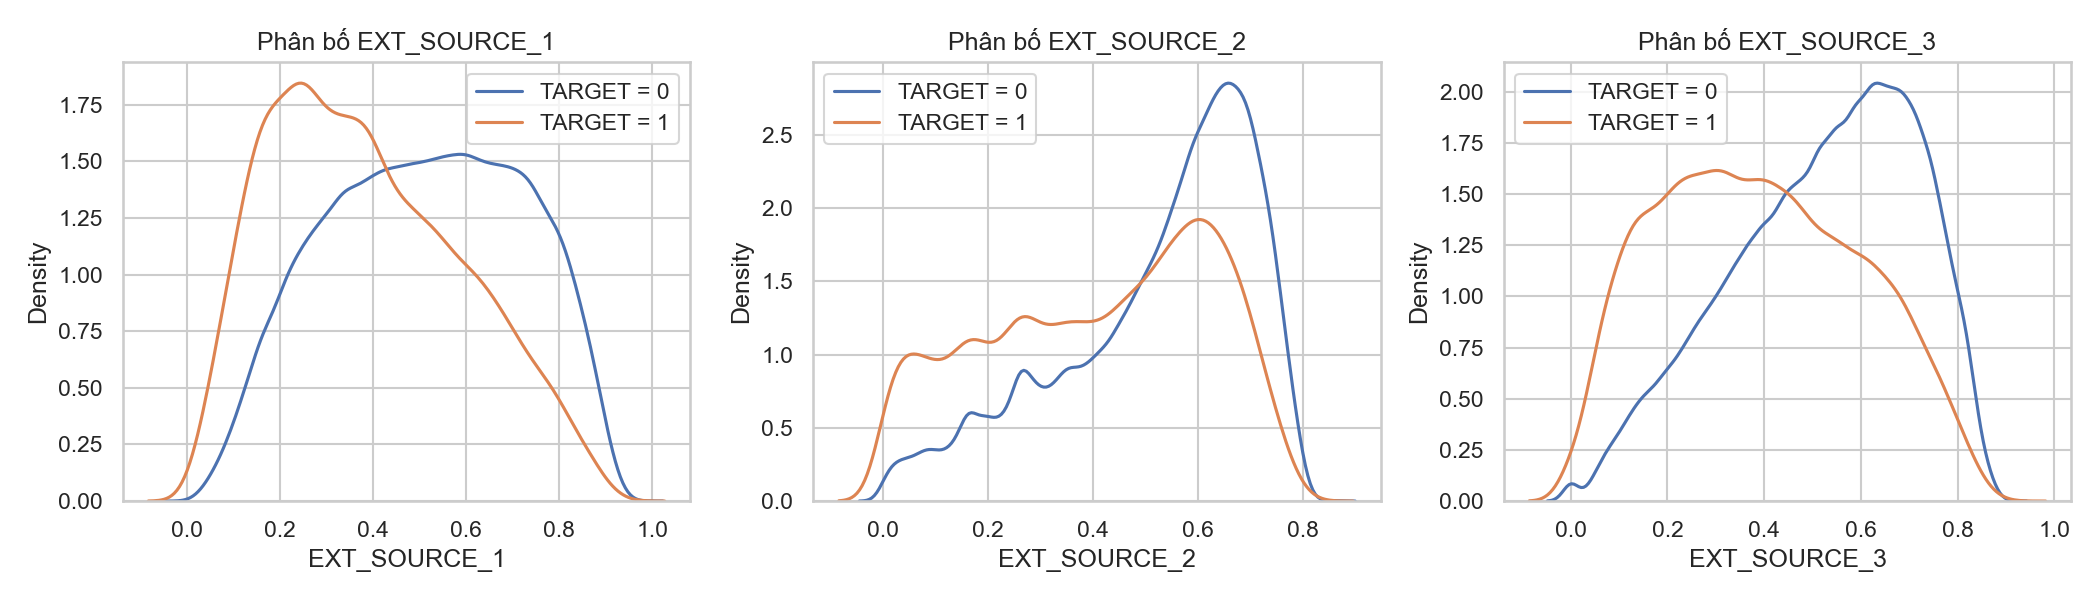 Phân bố EXT_SOURCE_1
TARGET = 0
TARGET = 1
Density
1.75
1.50
1.25
1.00
0.75
0.50
0.25
0.00
0.0 0.2 0.4 0.6 0.8 1.0
EXT_SOURCE_1
Phân bố EXT_SOURCE_2
TARGET = 0
TARGET = 1
Density
2.5
2.0
1.5
1.0
0.5
0.0
0.0 0.2 0.4 0.6 0.8
EXT_SOURCE_2
Phân bố EXT_SOURCE_3
TARGET = 0
TARGET = 1
Density
2.00
1.75
1.50
1.25
1.00
0.75
0.50
0.25
0.00
0.0 0.2 0.4 0.6 0.8 1.0
EXT_SOURCE_3